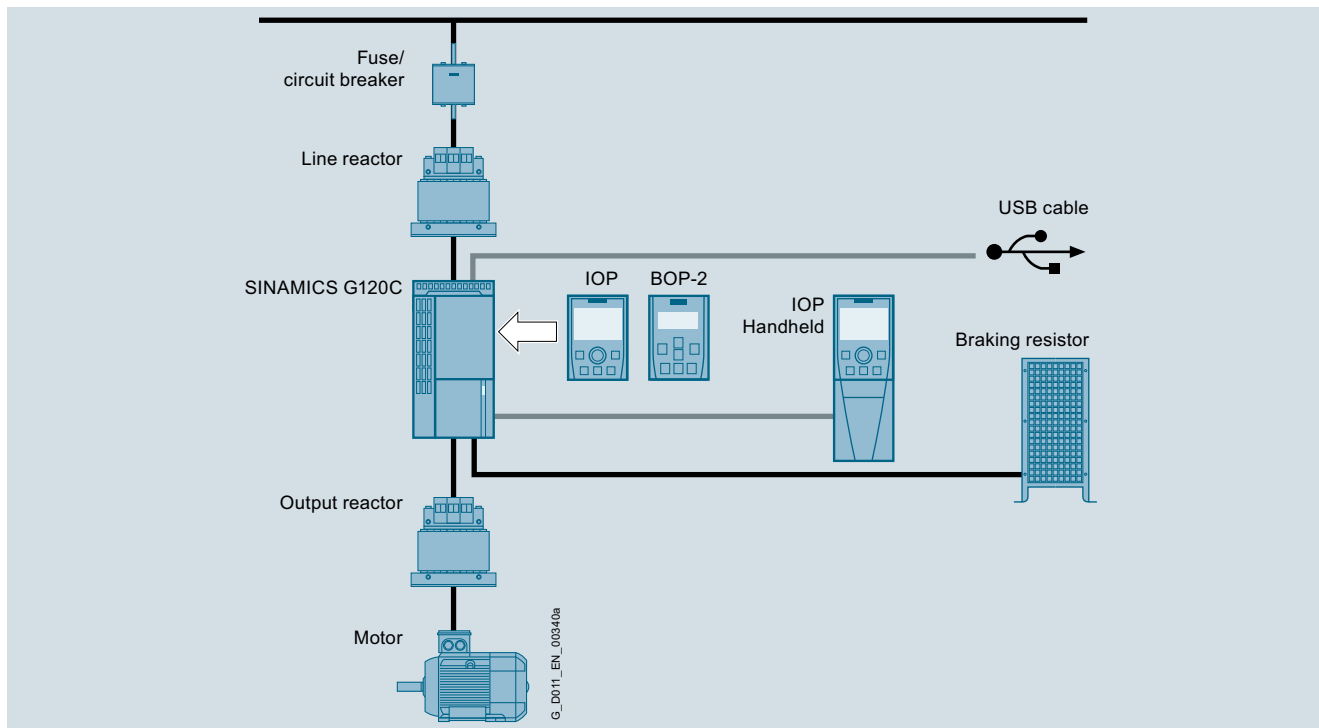 Fuse/
circuit breaker
Line reactor
USB cable
SINAMICS G120C
IOP
BOP-2
IOP
Handheld
Braking resistor
Output reactor
Motor
G_D011_EN_00340a